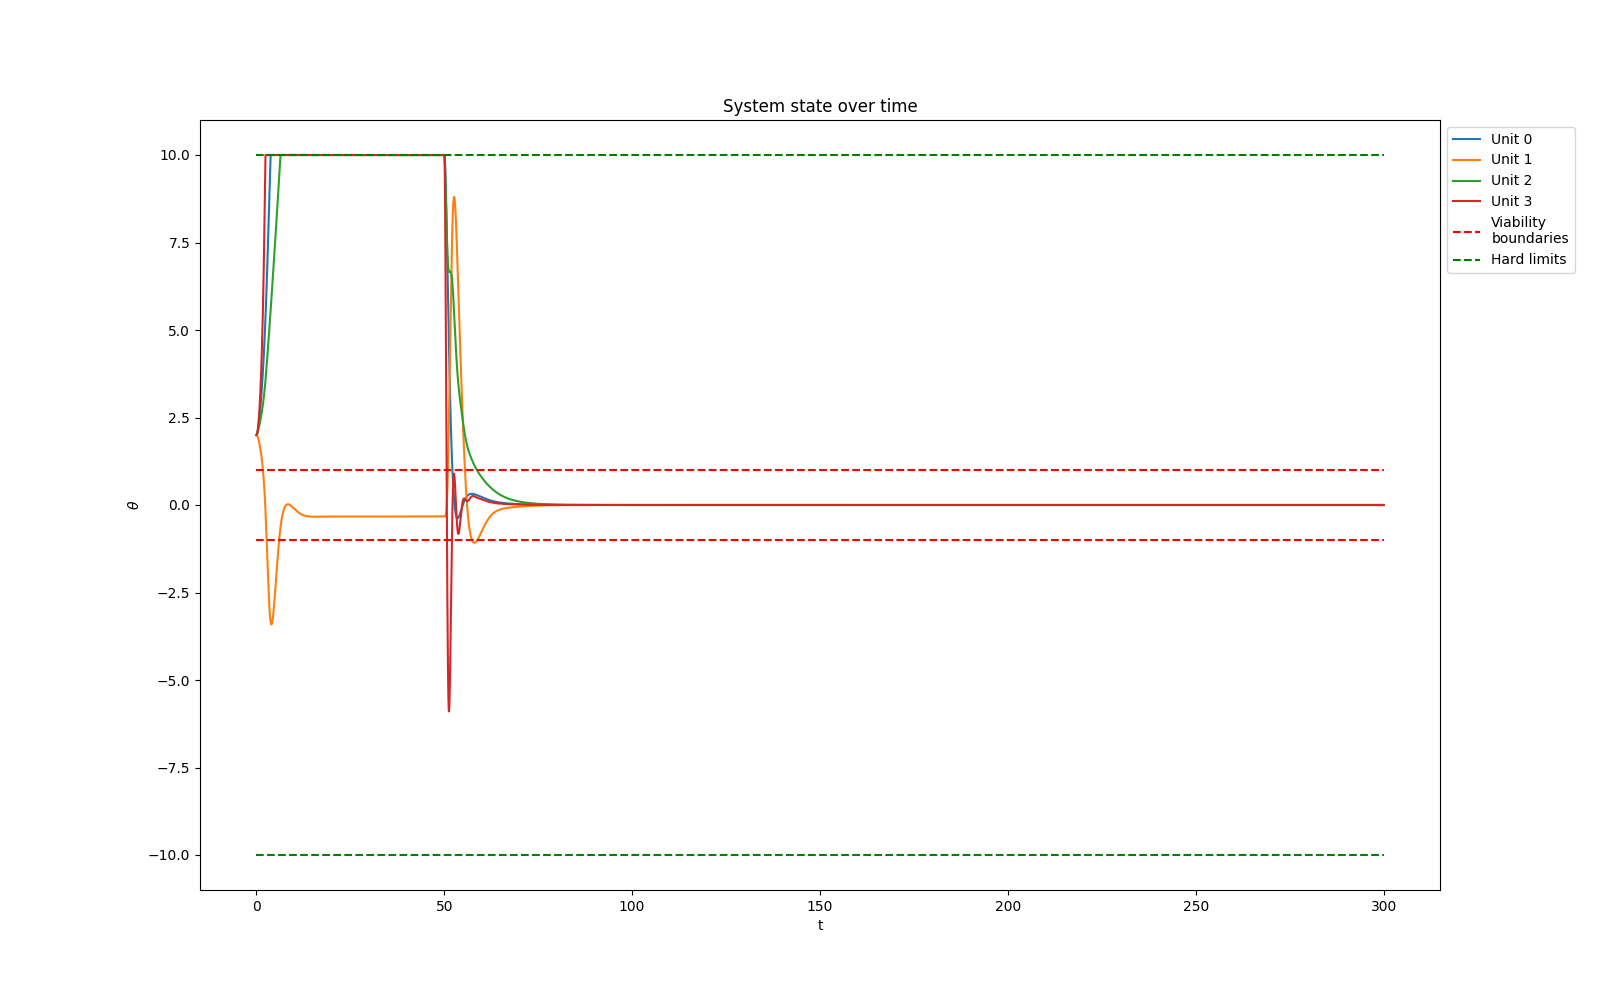 System state over time
10.0
7.5
5.0
2.5
0.0
−2.5
−5.0
−7.5
−10.0
θ
0
50
100
150
200
250
300
t
Unit 0
Unit 1
Unit 2
Unit 3
Viability
boundaries
Hard limits